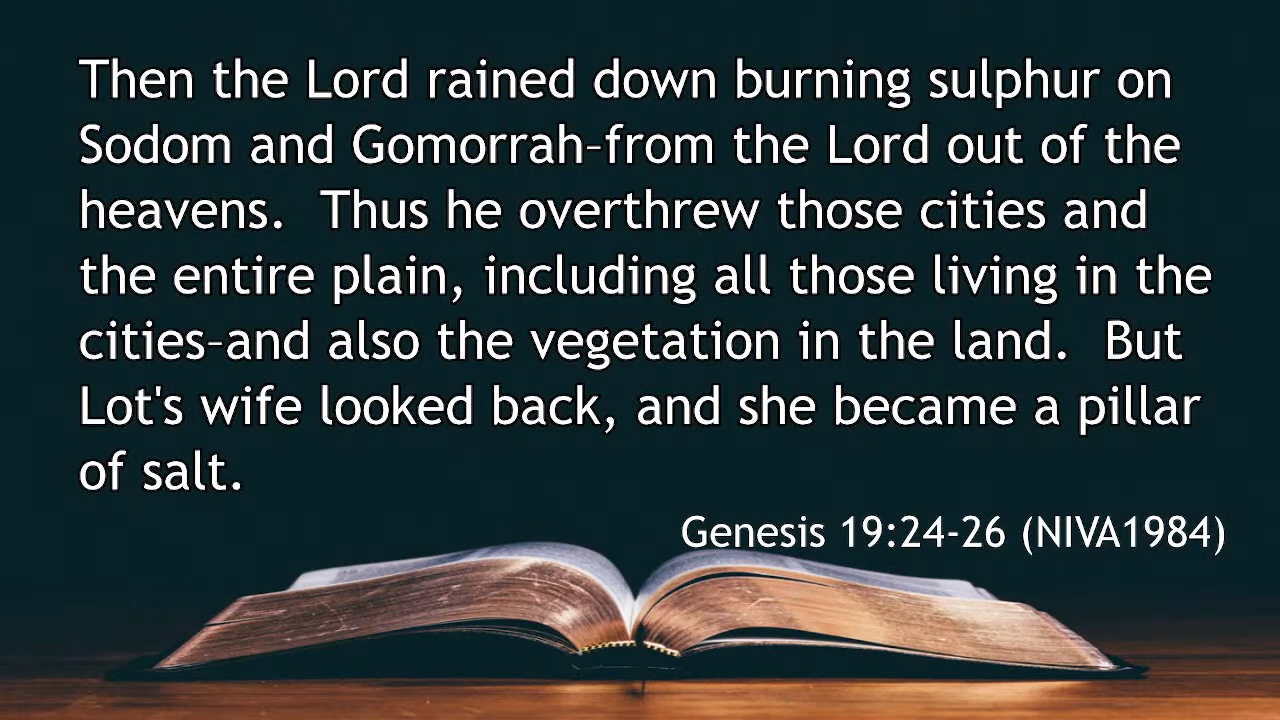 Then the Lord rained down burning sulphur on
Sodom and Gomorrah–from the Lord out of the
heavens.  Thus he overthrew those cities and
the entire plain, including all those living in the
cities–and also the vegetation in the land.  But
Lot's wife looked back, and she became a pillar
of salt.
Genesis 19:24-26 (NIVA1984)